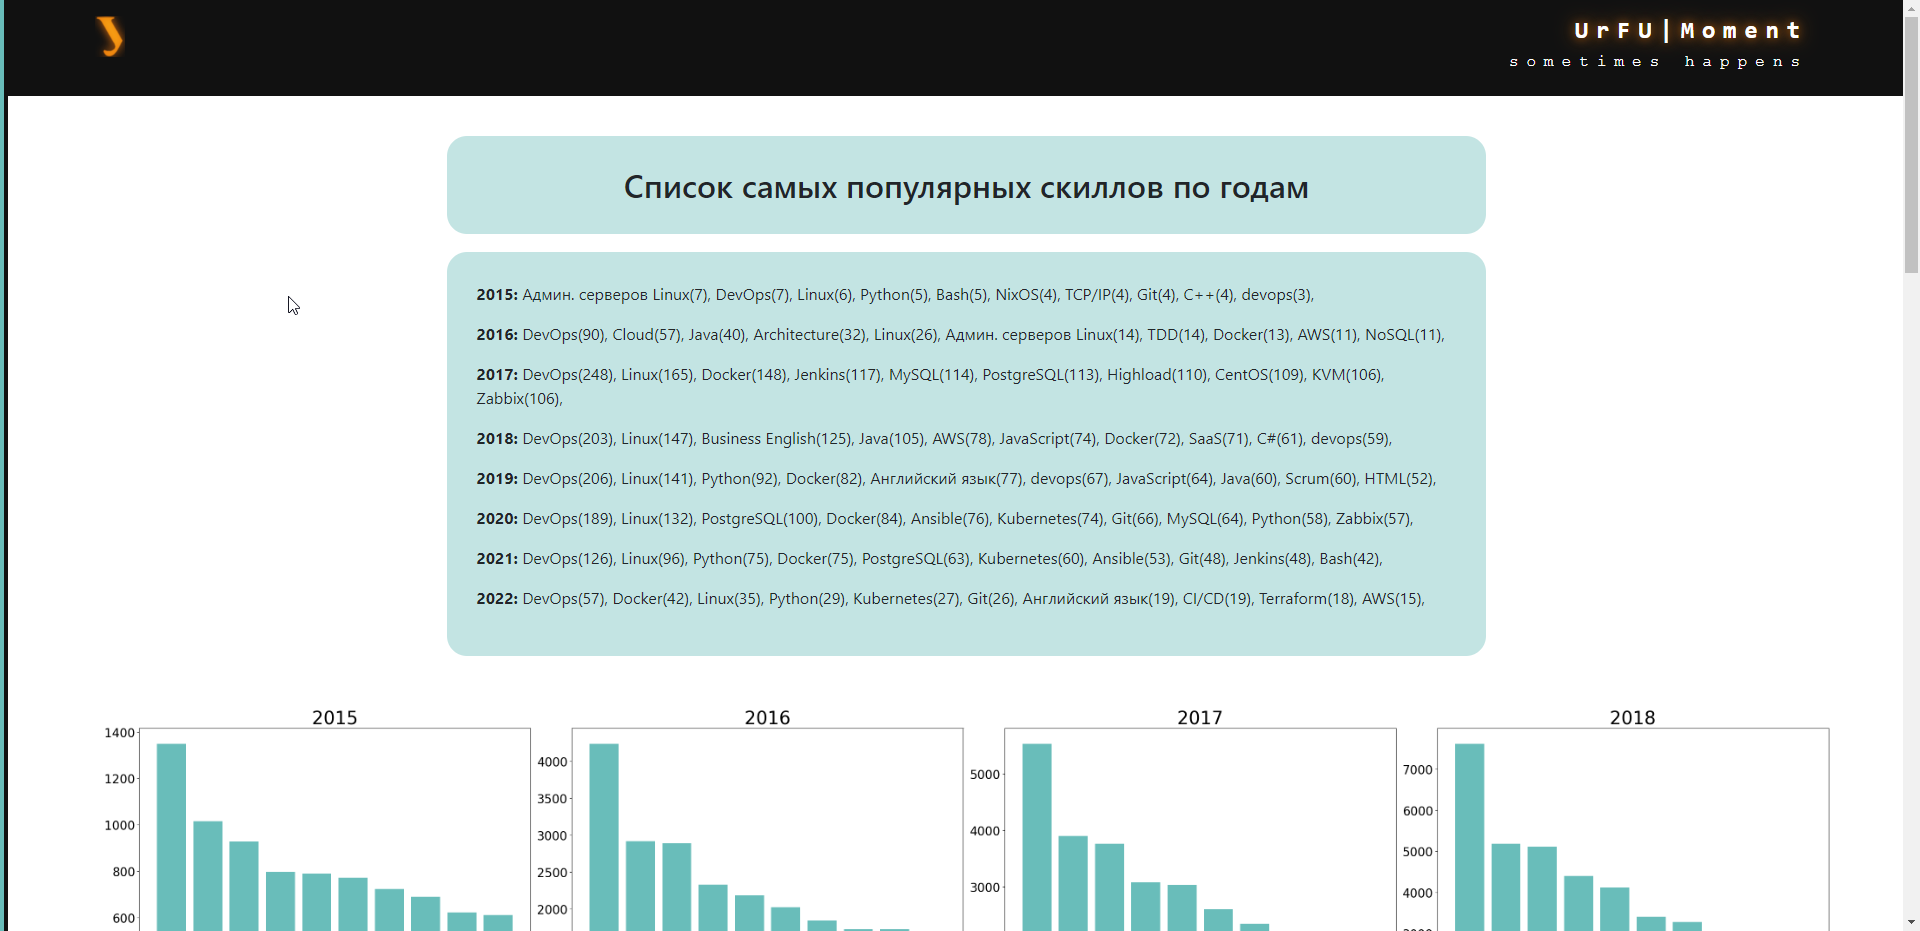 UrFU|Moment
sometimes happens
Список самых популярных скиллов по годам
2015: Админ. серверов Linux(7), DevOps(7), Linux(6), Python(5), Bash(5), NixOS(4), TCP/IP(4), Git(4), C++(4), devops(3),
2016: DevOps(90), Cloud(57), Java(40), Architecture(32), Linux(26), Админ. серверов Linux(14), TDD(14), Docker(13), AWS(11), NoSQL(11),
2017: DevOps(248), Linux(165), Docker(148), Jenkins(117), MySQL(114), PostgreSQL(113), Highload(110), CentOS(109), KVM(106),
Zabbix(106),
2018: DevOps(203), Linux(147), Business English(125), Java(105), AWS(78), JavaScript(74), Docker(72), SaaS(71), C#(61), devops(59),
2019: DevOps(206), Linux(141), Python(92), Docker(82), Английский язык(77), devops(67), JavaScript(64), Java(60), Scrum(60), HTML(52),
2020: DevOps(189), Linux(132), PostgreSQL(100), Docker(84), Ansible(76), Kubernetes(74), Git(66), MySQL(64), Python(58), Zabbix(57),
2021: DevOps(126), Linux(96), Python(75), Docker(75), PostgreSQL(63), Kubernetes(60), Ansible(53), Git(48), Jenkins(48), Bash(42),
2022: DevOps(57), Docker(42), Linux(35), Python(29), Kubernetes(27), Git(26), Английский язык(19), CI/CD(19), Terraform(18), AWS(15),
2015
1400
1200
1000
800
600
2016
4000
3500
3000
2500
2000
2017
5000
4000
3000
2018
7000
6000
5000
4000